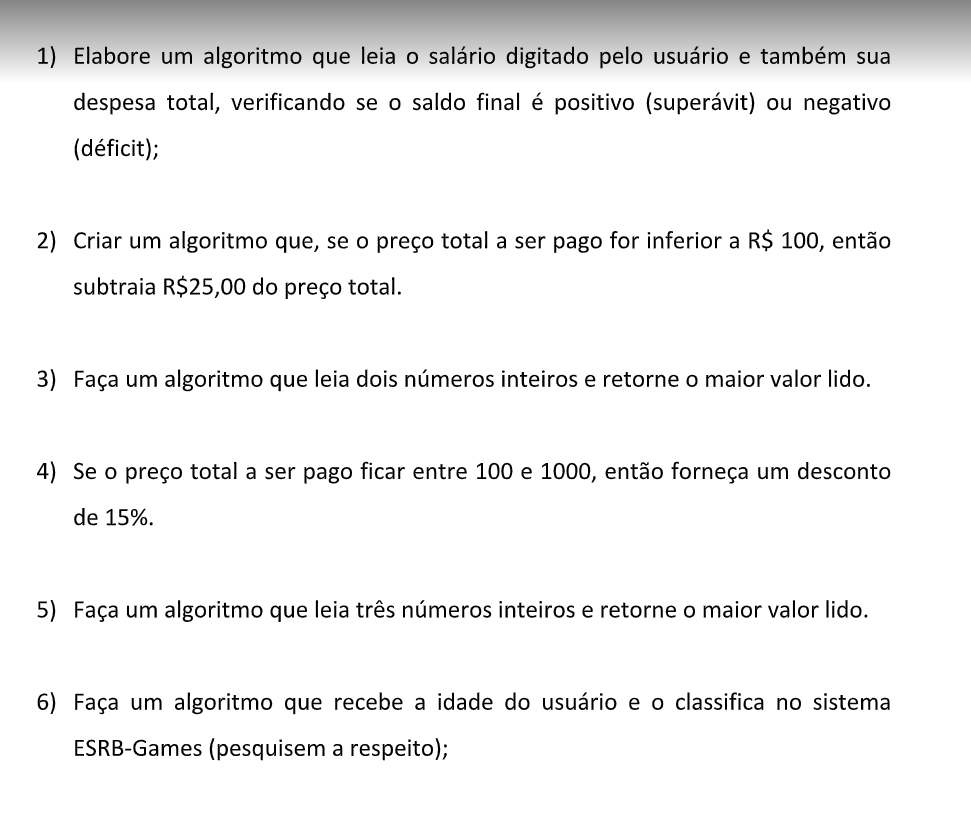 1) Elabore um algoritmo que leia o salário digitado pelo usuário e também sua
despesa total, verificando se o saldo final é positivo (superávit) ou negativo
(déficit);
2) Criar um algoritmo que, se o preço total a ser pago for inferior a R$ 100, então
subtraia R$25,00 do preço total.
3) Faça um algoritmo que leia dois números inteiros e retorne o maior valor lido.
4) Se o preço total a ser pago ficar entre 100 e 1000, então forneça um desconto
de 15%.
5) Faça um algoritmo que leia três números inteiros e retorne o maior valor lido.
6) Faça um algoritmo que recebe a idade do usuário e o classifica no sistema
ESRB-Games (pesquisem a respeito);